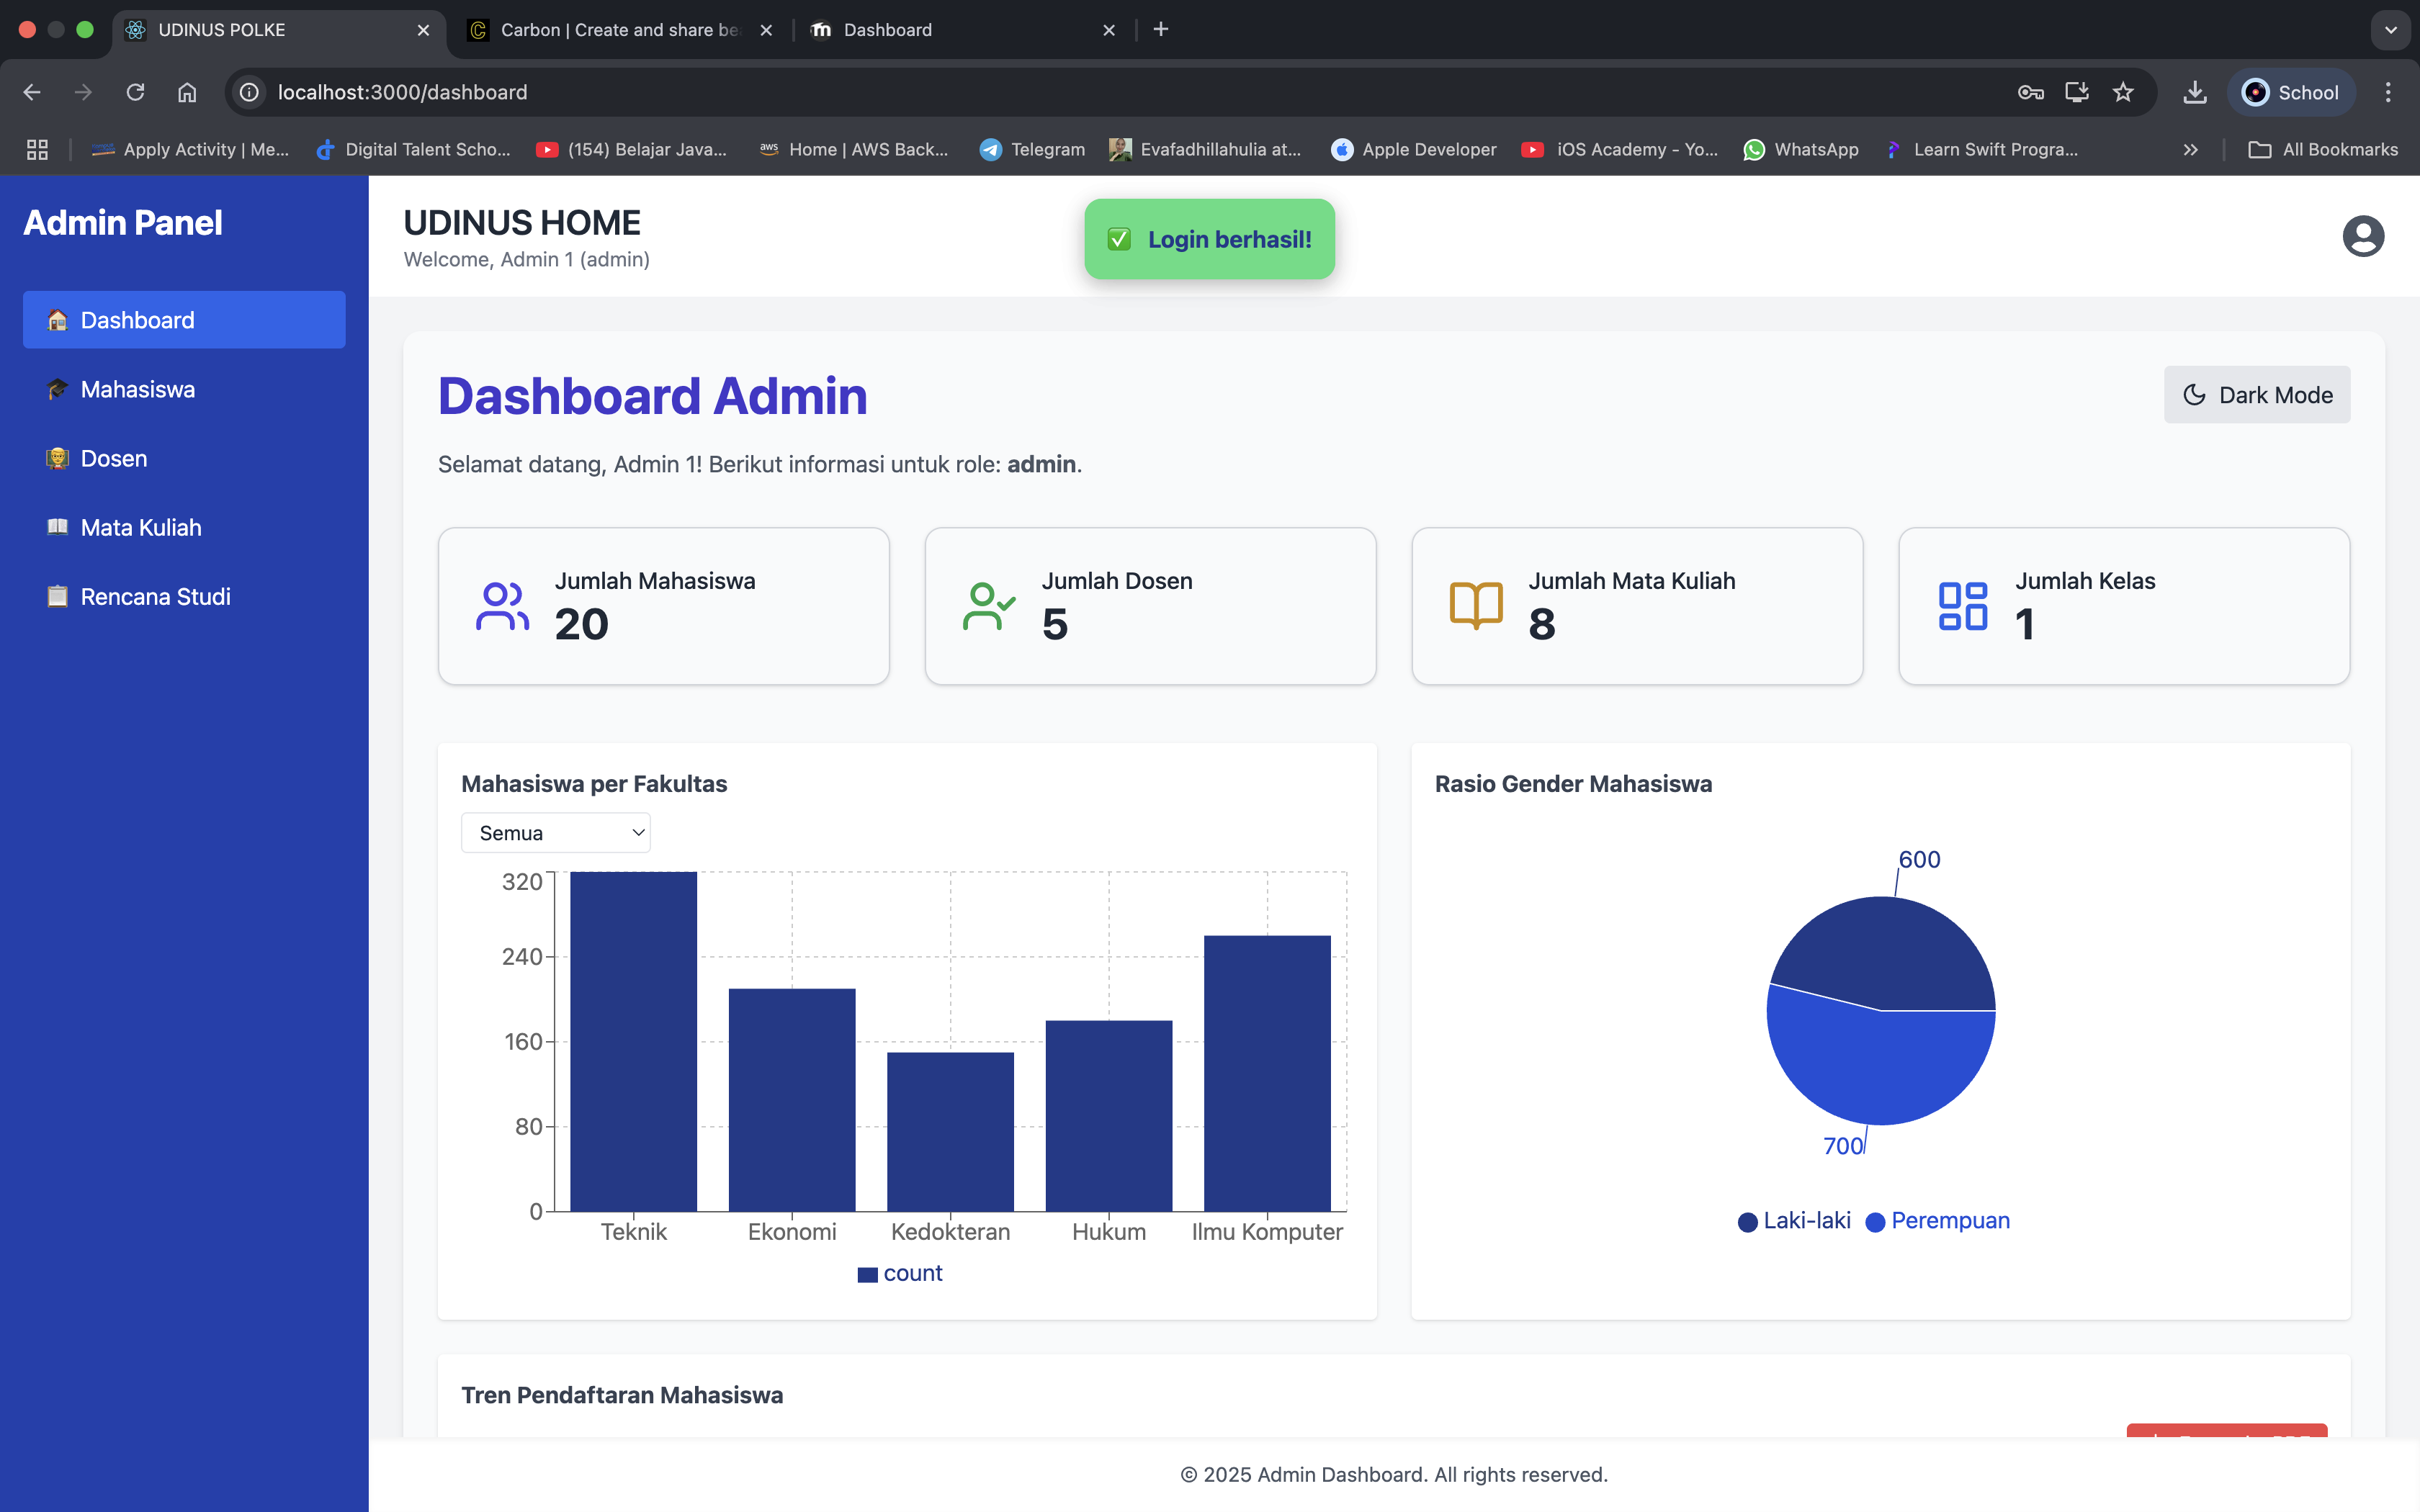 UDINUS POLKE
Carbon | Create and share be
Dashboard
localhost:3000/dashboard
School
Apply Activity | Me...
Digital Talent Scho...
(154) Belajar Java...
Home | AWS Back...
Telegram
Evafadhillahulia at...
Apple Developer
iOS Academy - Yo...
WhatsApp
Learn Swift Progra...
All Bookmarks
Admin Panel
Dashboard
Mahasiswa
Dosen
Mata Kuliah
Rencana Studi
UDINUS HOME
Welcome, Admin 1 (admin)
Login berhasil!
Dashboard Admin
Dark Mode
Selamat datang, Admin 1! Berikut informasi untuk role: admin.
Jumlah Mahasiswa
20
Jumlah Dosen
5
Jumlah Mata Kuliah
8
Jumlah Kelas
1
Mahasiswa per Fakultas
Semua
320
240
160
80
0
Teknik
Ekonomi
Kedokteran
Hukum
Ilmu Komputer
count
Rasio Gender Mahasiswa
600
700
Laki-laki
Perempuan
Tren Pendaftaran Mahasiswa
© 2025 Admin Dashboard. All rights reserved.